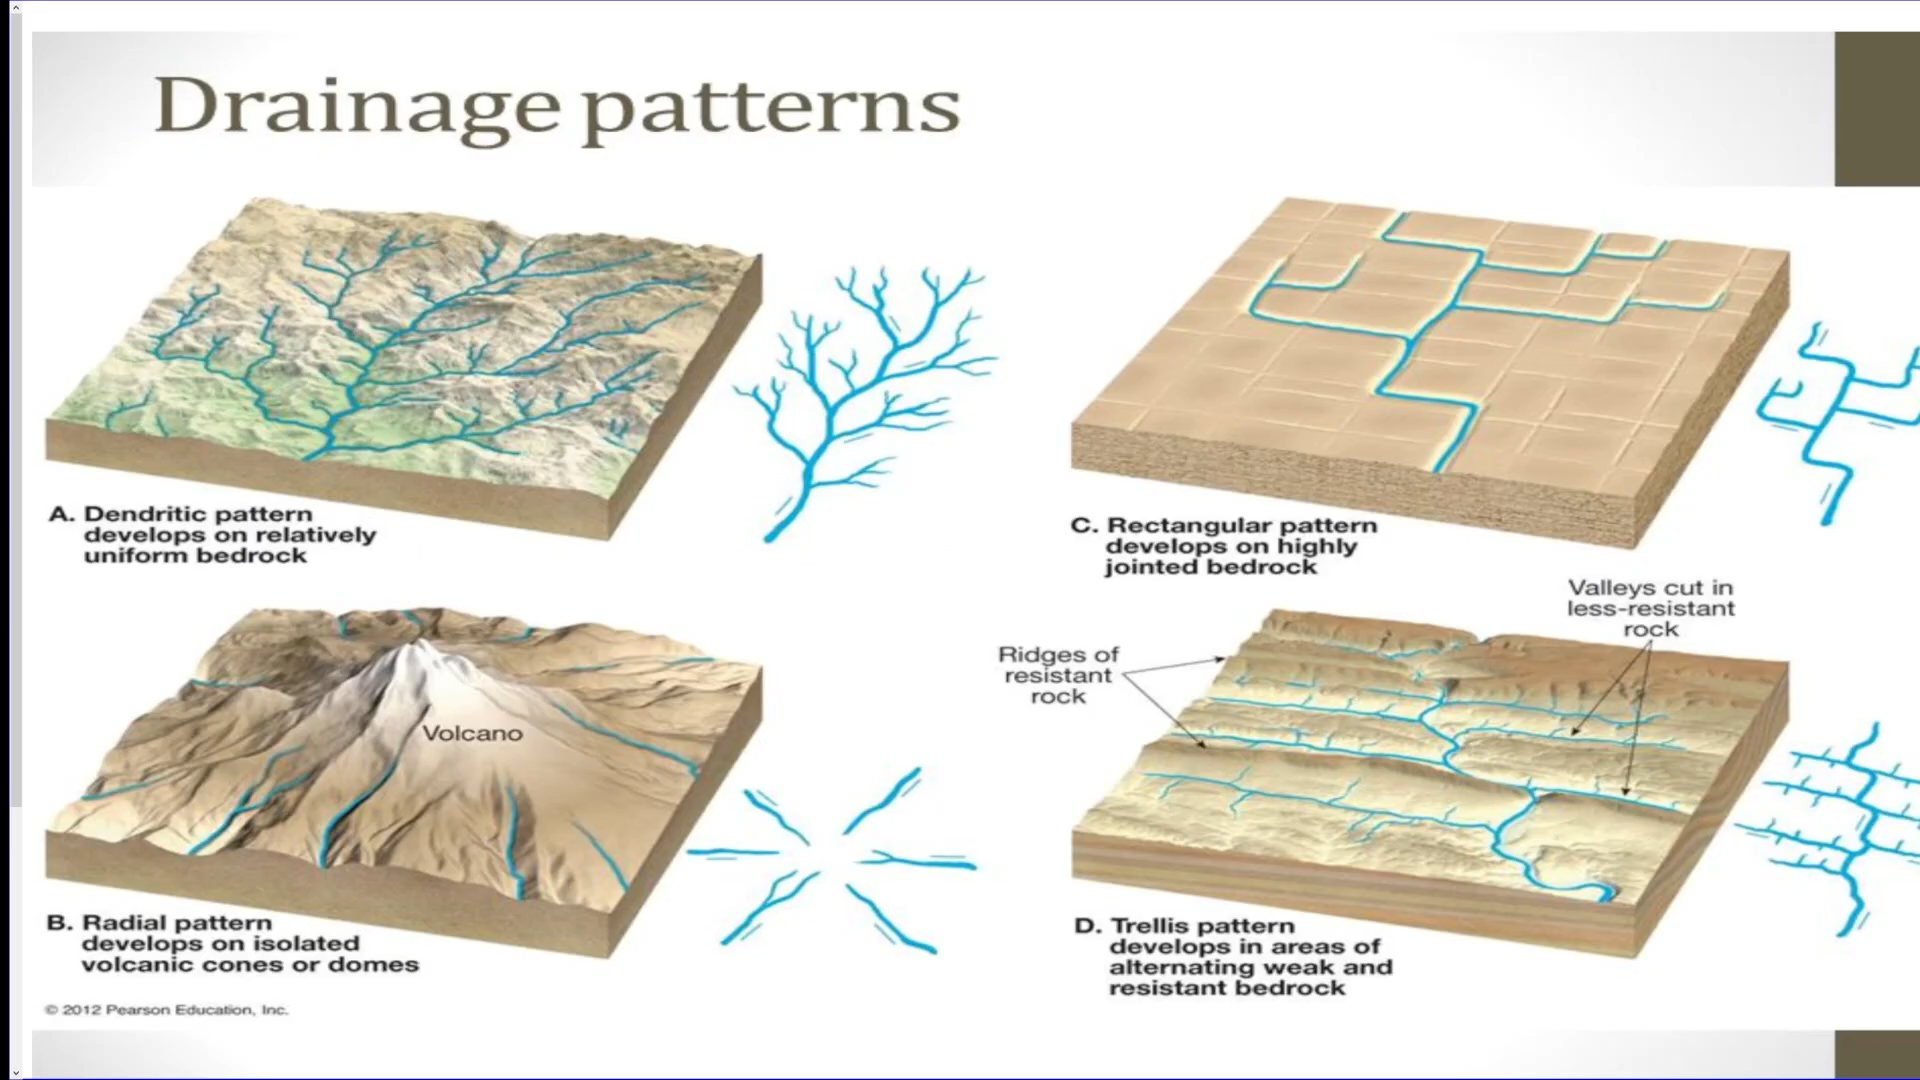 Drainage patterns
A. Dendritic pattern
develops on relatively
uniform bedrock
C. Rectangular pattern
develops on highly
jointed bedrock
Volcano
B. Radial pattern
develops on isolated
volcanic cones or domes
Ridges of
resistant
rock
Valleys cut in
less-resistant
rock
D. Trellis pattern
develops in areas of
alternating weak and
resistant bedrock
© 2012 Pearson Education, Inc.